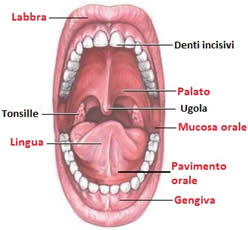 Labbra
Denti incisivi
Palato
Tonsille
Ugola
Mucosa orale
Lingua
Pavimento
orale
Gengiva